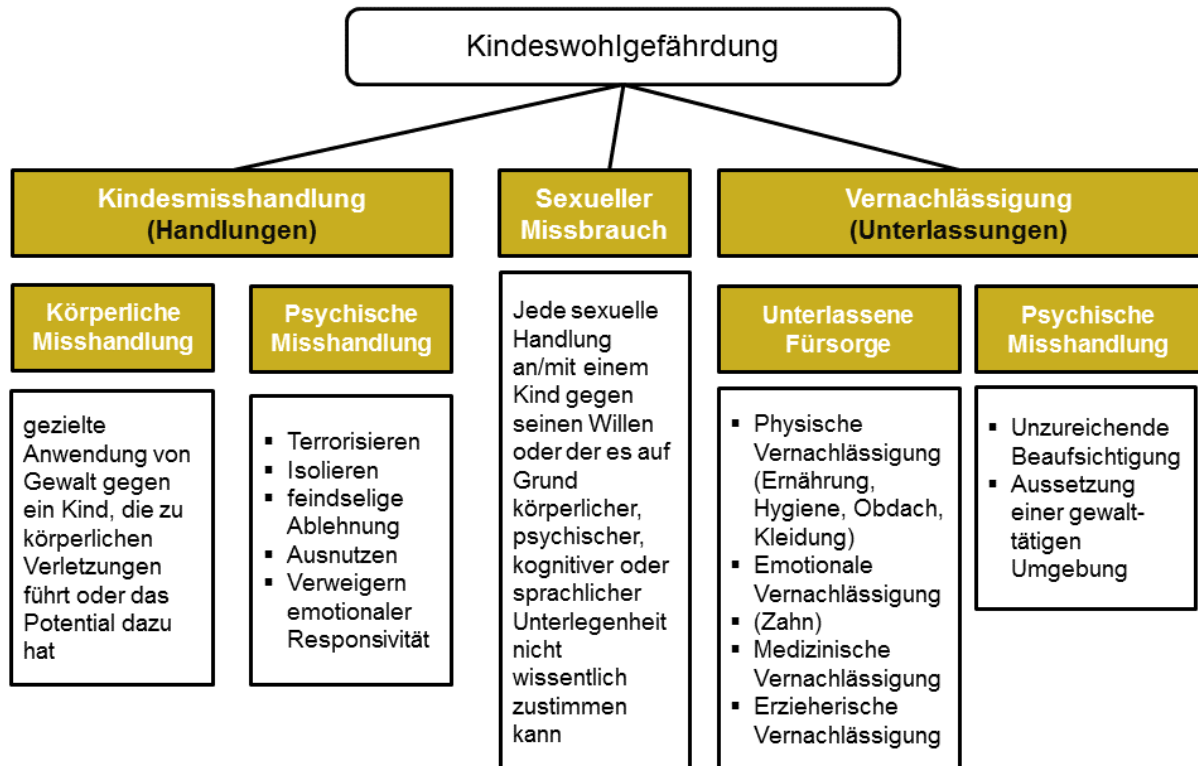 Kindeswohlgefährdung
Kindesmisshandlung
(Handlungen)
Sexueller
Missbrauch
Vernachlässigung
(Unterlassungen)
Körperliche
Misshandlung
Psychische
Misshandlung
Unterlassene
Fürsorge
Psychische
Misshandlung
gezielte
Anwendung von
Gewalt gegen
ein Kind, die zu
körperlichen
Verletzungen
führt oder das
Potential dazu
hat
▪ Terrorisieren
▪ Isolieren
▪ feindselige
Ablehnung
▪ Ausnutzen
▪ Verweigern
emotionaler
Responsivität
Jede sexuelle
Handlung
an/mit einem
Kind gegen
seinen Willen
oder der es auf
Grund
körperlicher,
psychischer,
kognitiver oder
sprachlicher
Unterlegenheit
nicht
wissentlich
zustimmen
kann
▪ Physische
Vernachlässigung
(Ernährung,
Hygiene, Obdach,
Kleidung)
▪ Emotionale
Vernachlässigung
▪ (Zahn)
▪ Medizinische
Vernachlässigung
▪ Erzieherische
Vernachlässigung
▪ Unzureichende
Beaufsichtigung
▪ Aussetzung
einer gewalt-
tätigen
Umgebung